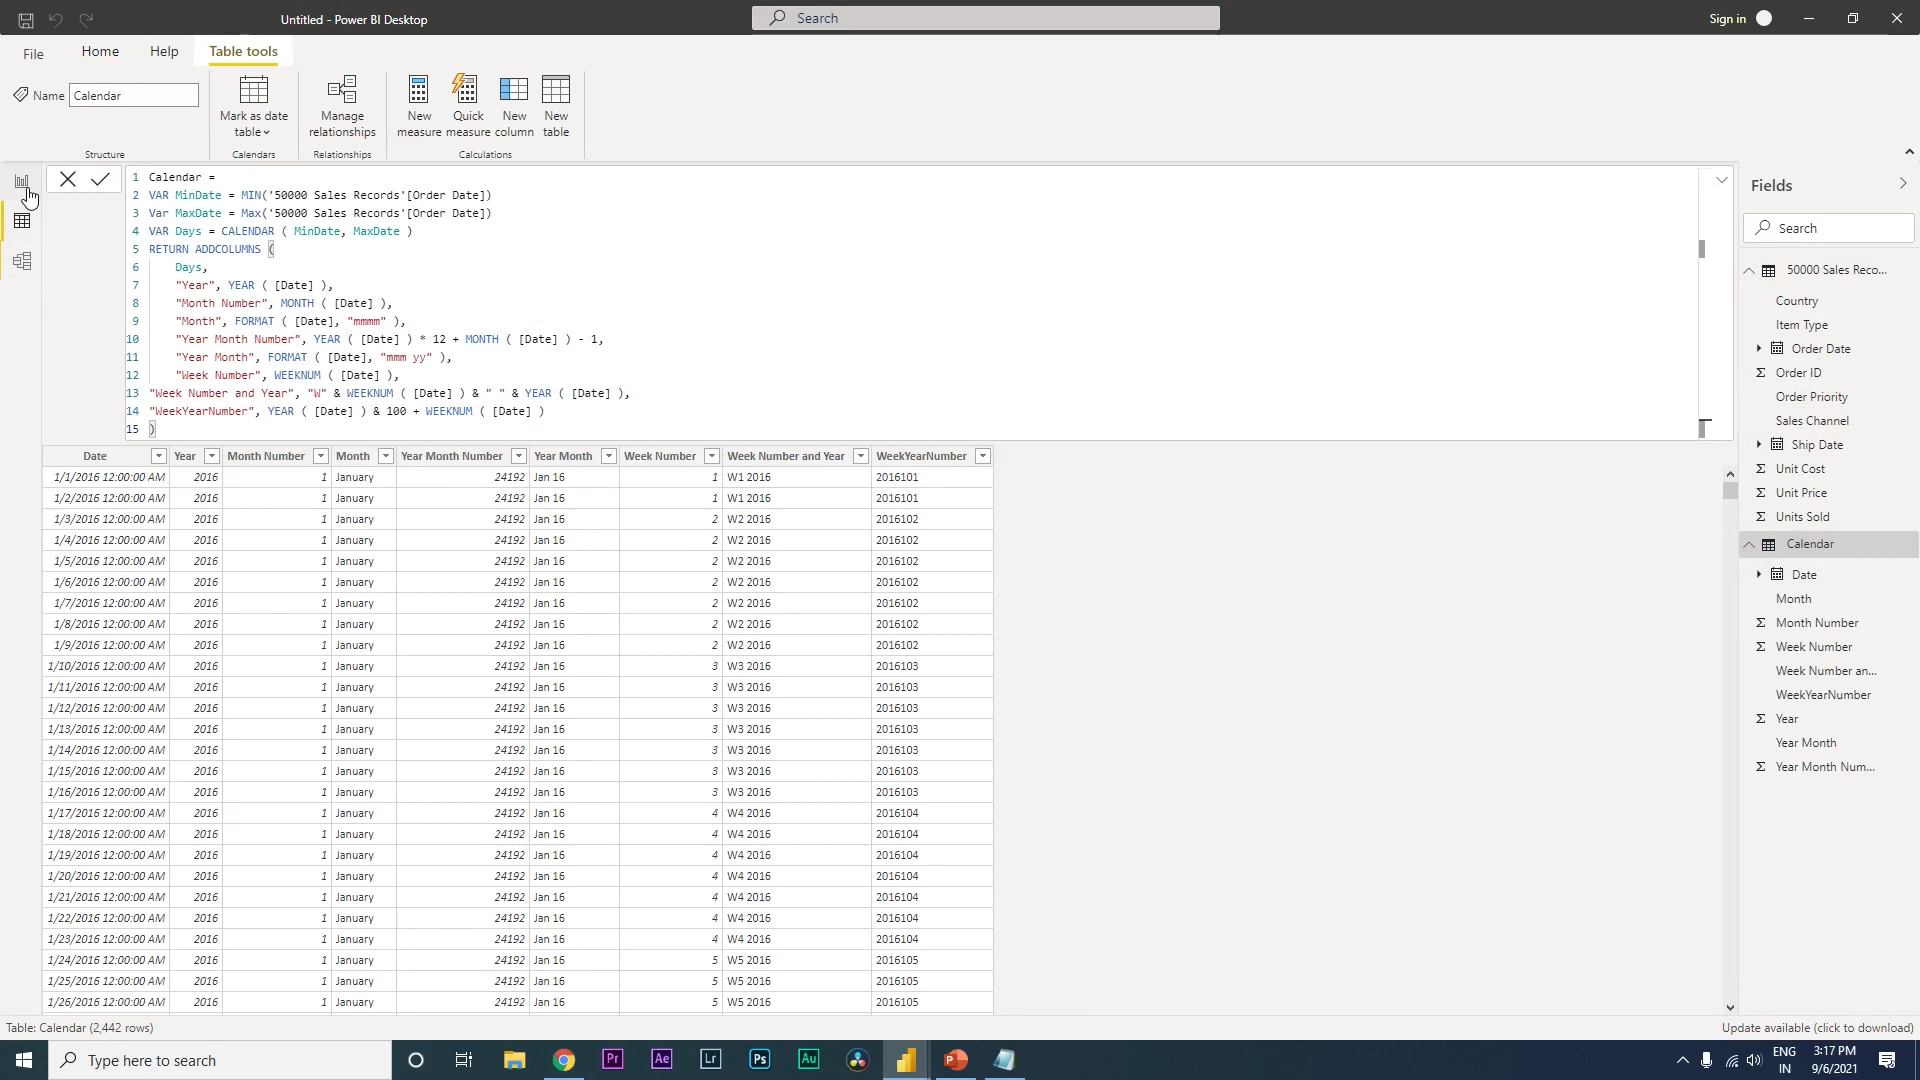 Untitled - Power BI Desktop
Search
Sign in
File
Home
Help
Table tools
Name
Calendar
Mark as date
table
Manage
relationships
New
measure
Quick
measure
New
column
New
table
Structure
Calendars
Relationships
Calculations
1 Calendar =
2 VAR MinDate = MIN('50000 Sales Records'[Order Date])
3 Var MaxDate = Max('50000 Sales Records'[Order Date])
4 VAR Days = CALENDAR ( MinDate, MaxDate )
5 RETURN ADDCOLUMNS (
6 Days,
7 "Year", YEAR ( [Date] ),
8 "Month Number", MONTH ( [Date] ),
9 "Month", FORMAT ( [Date], "mmmm" ),
10 "Year Month Number", YEAR ( [Date] ) * 12 + MONTH ( [Date] ) - 1,
11 "Year Month", FORMAT ( [Date], "mmm yy" ),
12 "Week Number", WEEKNUM ( [Date] ),
13 "Week Number and Year", "W" & WEEKNUM ( [Date] ) & " " & YEAR ( [Date] ),
14 "WeekYearNumber", YEAR ( [Date] ) & 100 + WEEKNUM ( [Date] )
15 )
Date Year Month Number Month Year Month Number Year Month Week Number Week Number and Year WeekYearNumber
1/1/2016 12:00:00 AM 2016 1 January 24192 Jan 16 1 W1 2016 2016101
1/2/2016 12:00:00 AM 2016 1 January 24192 Jan 16 1 W1 2016 2016101
1/3/2016 12:00:00 AM 2016 1 January 24192 Jan 16 2 W2 2016 2016102
1/4/2016 12:00:00 AM 2016 1 January 24192 Jan 16 2 W2 2016 2016102
1/5/2016 12:00:00 AM 2016 1 January 24192 Jan 16 2 W2 2016 2016102
1/6/2016 12:00:00 AM 2016 1 January 24192 Jan 16 2 W2 2016 2016102
1/7/2016 12:00:00 AM 2016 1 January 24192 Jan 16 2 W2 2016 2016102
1/8/2016 12:00:00 AM 2016 1 January 24192 Jan 16 2 W2 2016 2016102
1/9/2016 12:00:00 AM 2016 1 January 24192 Jan 16 2 W2 2016 2016102
1/10/2016 12:00:00 AM 2016 1 January 24192 Jan 16 3 W3 2016 2016103
1/11/2016 12:00:00 AM 2016 1 January 24192 Jan 16 3 W3 2016 2016103
1/12/2016 12:00:00 AM 2016 1 January 24192 Jan 16 3 W3 2016 2016103
1/13/2016 12:00:00 AM 2016 1 January 24192 Jan 16 3 W3 2016 2016103
1/14/2016 12:00:00 AM 2016 1 January 24192 Jan 16 3 W3 2016 2016103
1/15/2016 12:00:00 AM 2016 1 January 24192 Jan 16 3 W3 2016 2016103
1/16/2016 12:00:00 AM 2016 1 January 24192 Jan 16 3 W3 2016 2016103
1/17/2016 12:00:00 AM 2016 1 January 24192 Jan 16 4 W4 2016 2016104
1/18/2016 12:00:00 AM 2016 1 January 24192 Jan 16 4 W4 2016 2016104
1/19/2016 12:00:00 AM 2016 1 January 24192 Jan 16 4 W4 2016 2016104
1/20/2016 12:00:00 AM 2016 1 January 24192 Jan 16 4 W4 2016 2016104
1/21/2016 12:00:00 AM 2016 1 January 24192 Jan 16 4 W4 2016 2016104
1/22/2016 12:00:00 AM 2016 1 January 24192 Jan 16 4 W4 2016 2016104
1/23/2016 12:00:00 AM 2016 1 January 24192 Jan 16 4 W4 2016 2016104
1/24/2016 12:00:00 AM 2016 1 January 24192 Jan 16 5 W5 2016 2016105
1/25/2016 12:00:00 AM 2016 1 January 24192 Jan 16 5 W5 2016 2016105
1/26/2016 12:00:00 AM 2016 1 January 24192 Jan 16 5 W5 2016 2016105
Fields
Search
50000 Sales Reco...
Country
Item Type
Order Date
Order ID
Order Priority
Sales Channel
Ship Date
Unit Cost
Unit Price
Units Sold
Calendar
Date
Month
Month Number
Week Number
Week Number an...
WeekYearNumber
Year
Year Month
Year Month Num...
Table: Calendar (2,442 rows)
Update available (click to download)
Type here to search
Pr
Ae
Lr
Ps
Au
ENG
IN
3:17 PM
9/6/2021